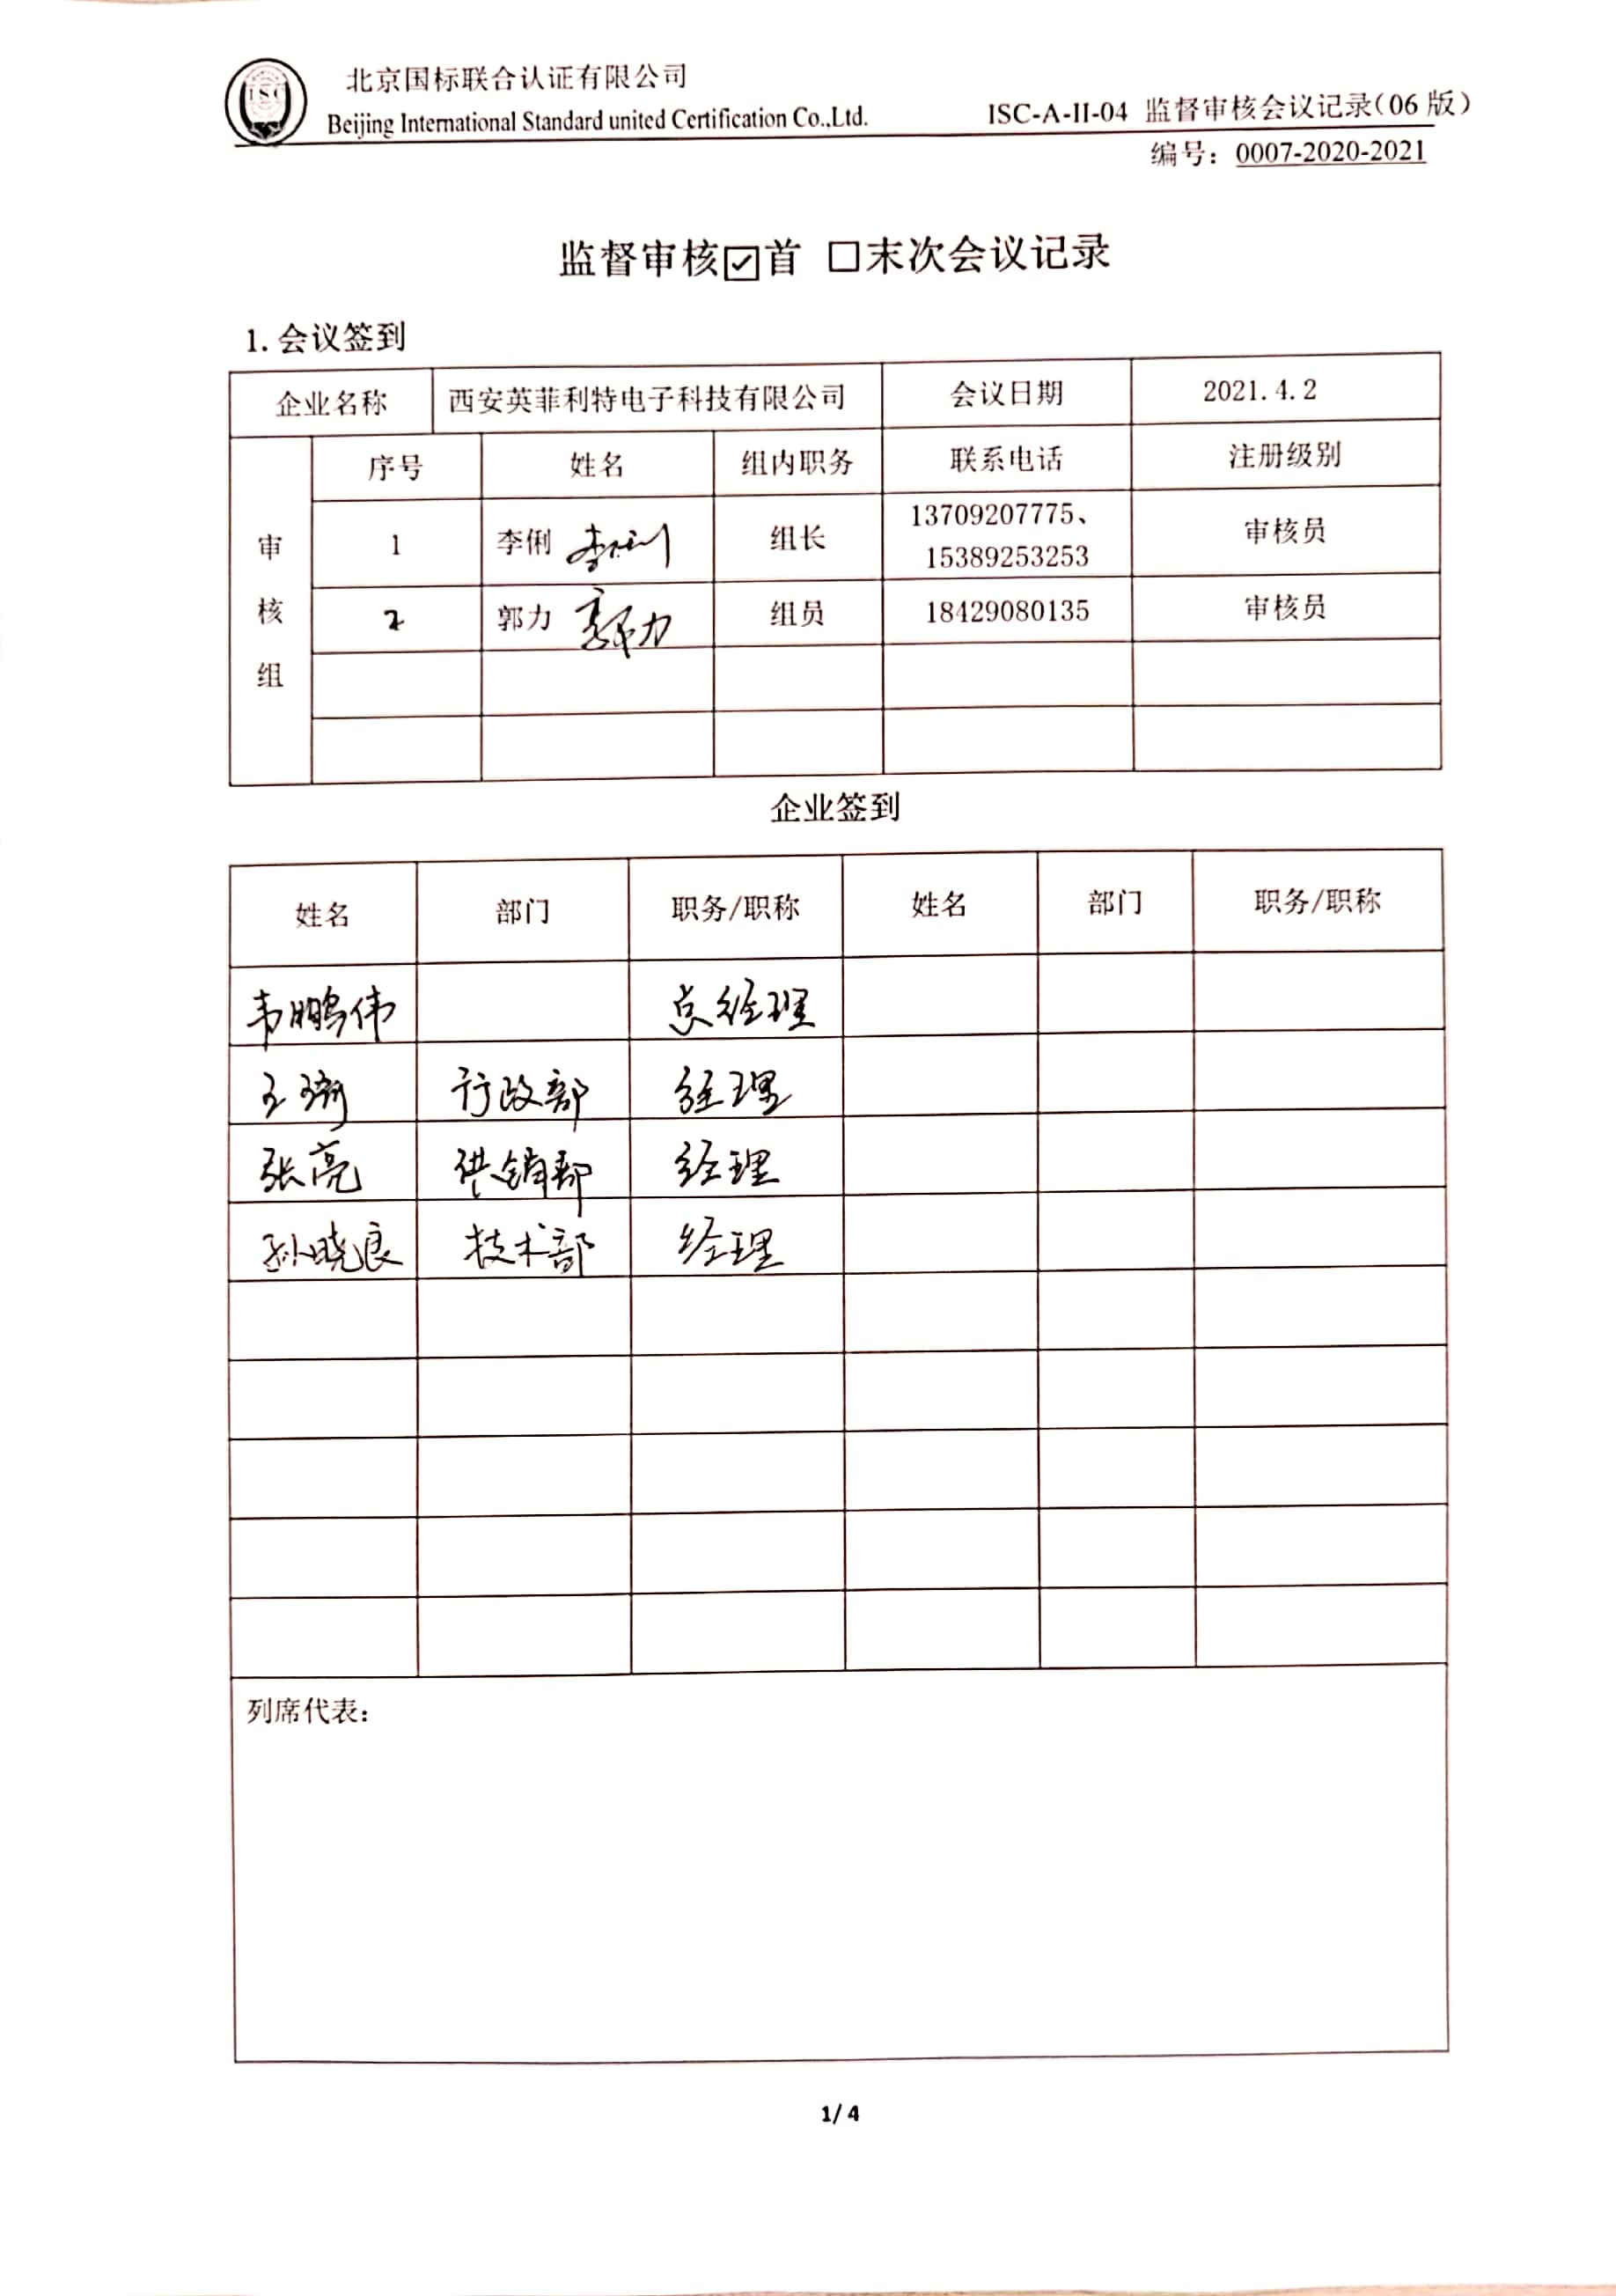 ISC
北京国标联合认证有限公司
Beijing International Standard united Certification Co.,Ltd.
ISC-A-II-04 监督审核会议记录(06 版)
编号：0007-2020-2021
监督审核☑首 □末次会议记录
1.会议签到
企业名称 西安英菲利特电子科技有限公司 会议日期 2021.4.2
审核组
序号 姓名 组内职务 联系电话 注册级别
1 李俐 李俐 组长 13709207775、 审核员
15389253253
2 郭力 郭力 组员 18429080135 审核员
企业签到
姓名 部门 职务/职称 姓名 部门 职务/职称
韦鹏伟 总经理
王 行政部 经理
张亮 供销部 经理
孙晓良 技术部 经理
列席代表：
1/4